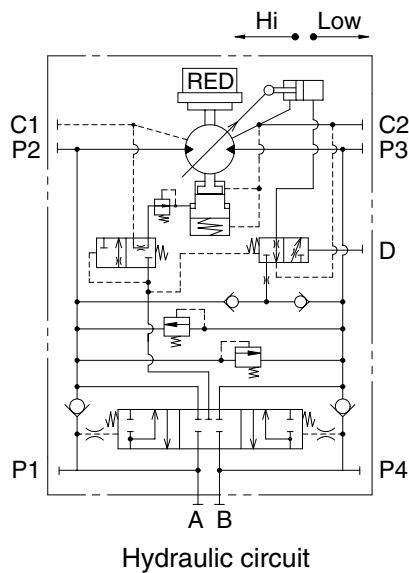 Hi Low
RED
C1 C2
P2 P3
D
P1 P4
A B
Hydraulic circuit